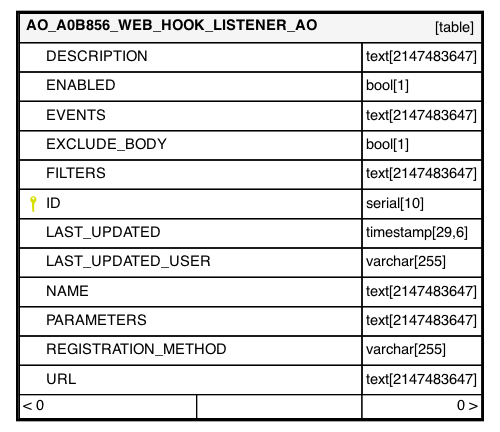 AO_A0B856_WEB_HOOK_LISTENER_AO [table]
DESCRIPTION text[2147483647]
ENABLED bool[1]
EVENTS text[2147483647]
EXCLUDE_BODY bool[1]
FILTERS text[2147483647]
ID serial[10]
LAST_UPDATED timestamp[29,6]
LAST_UPDATED_USER varchar[255]
NAME text[2147483647]
PARAMETERS text[2147483647]
REGISTRATION_METHOD varchar[255]
URL text[2147483647]
< 0 0 >